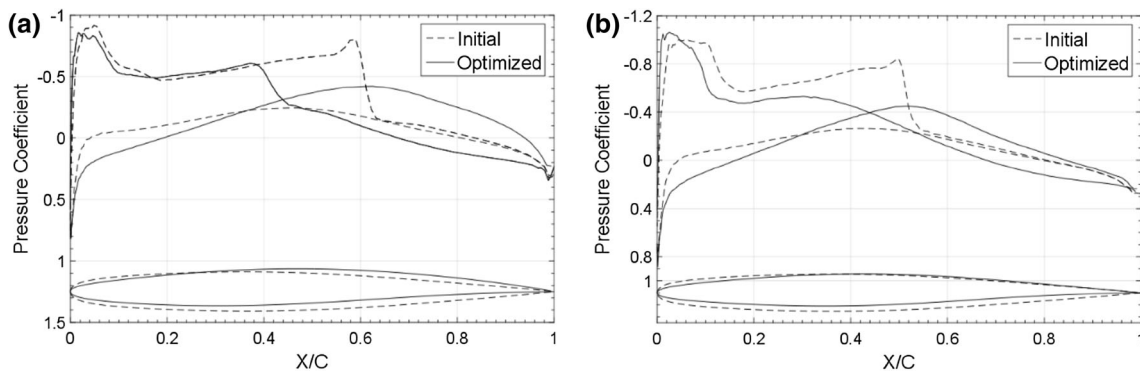 (a)
Pressure Coefficient
-1
-0.5
0
0.5
1
1.5
Initial
Optimized
0
0.2
0.4
0.6
0.8
1
X/C
(b)
Pressure Coefficient
-1.2
-0.8
-0.4
0
0.4
0.8
1
Initial
Optimized
0
0.2
0.4
0.6
0.8
1
X/C